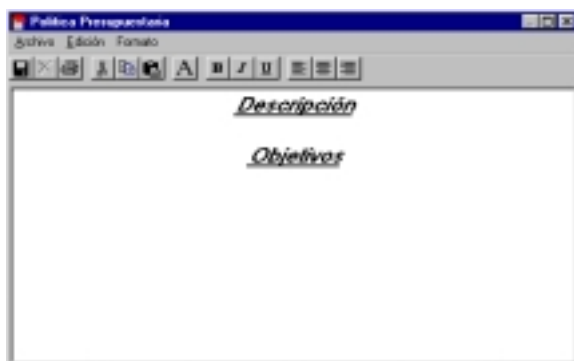 Política Presupuestaria
Archivo Edición Formato
A N K S
Descripción
Objetivos